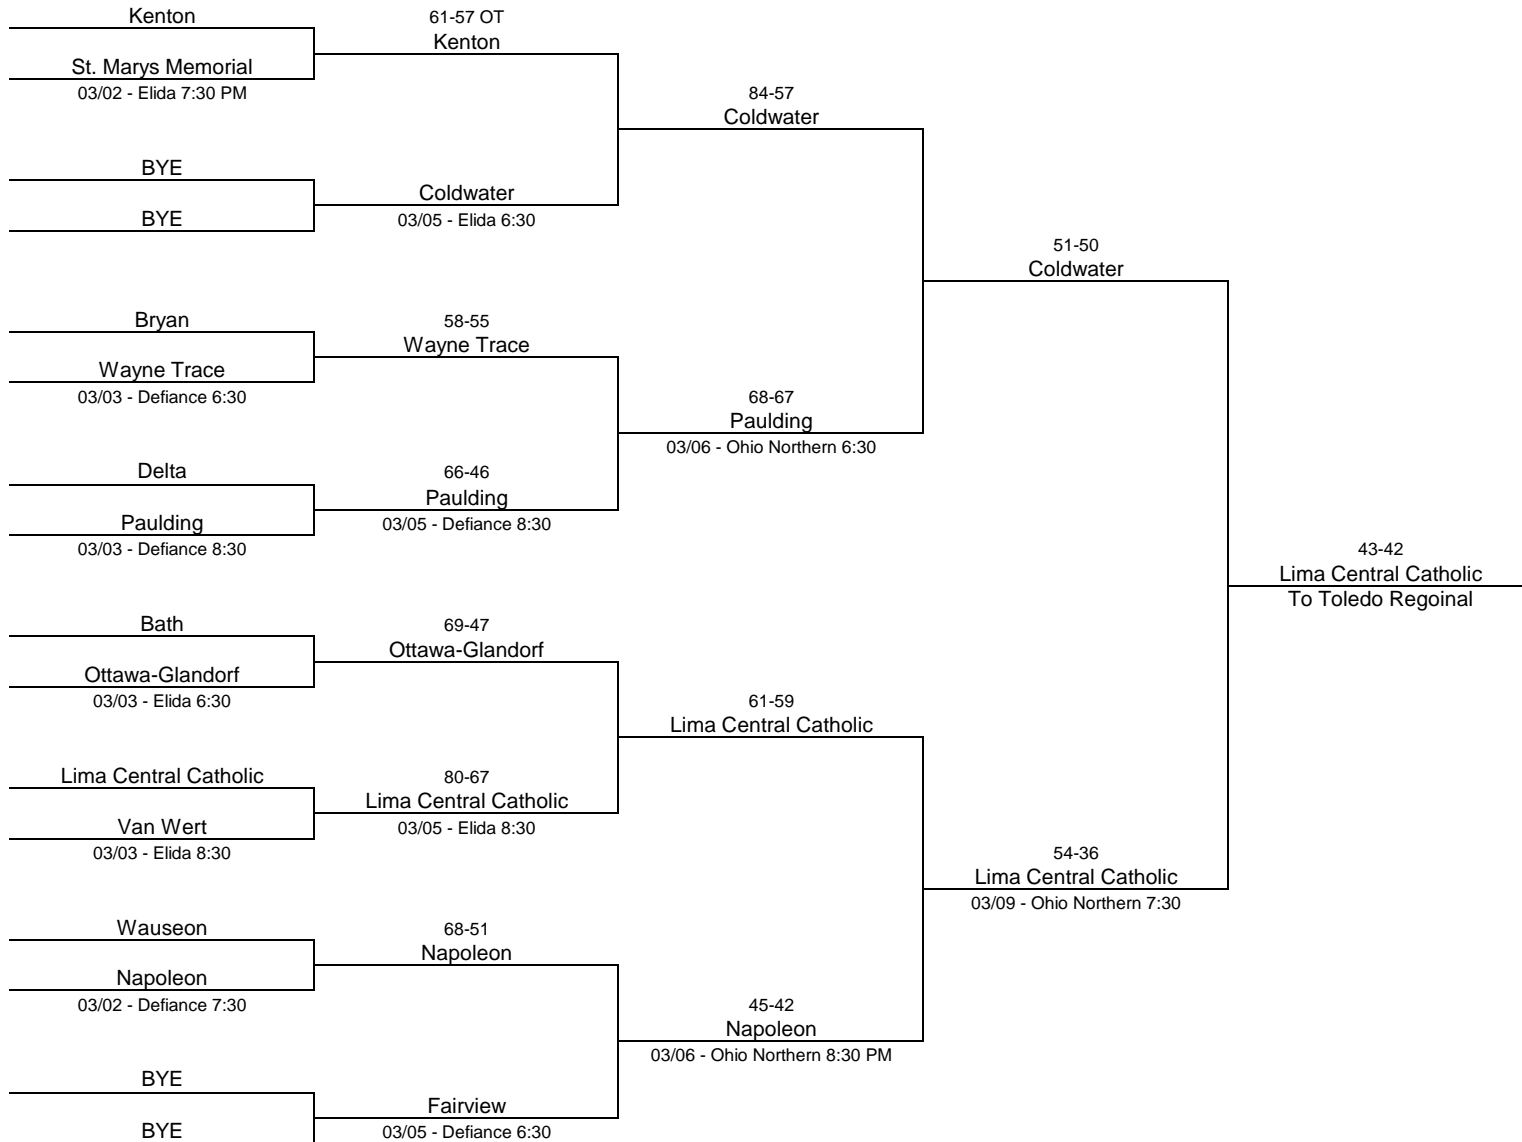 Kenton
St. Marys Memorial
03/02 - Elida 7:30 PM
BYE
BYE
Bryan
Wayne Trace
03/03 - Defiance 6:30
Delta
Paulding
03/03 - Defiance 8:30
Bath
Ottawa-Glandorf
03/03 - Elida 6:30
Lima Central Catholic
Van Wert
03/03 - Elida 8:30
Wauseon
Napoleon
03/02 - Defiance 7:30
BYE
BYE
61-57 OT
Kenton
Coldwater
03/05 - Elida 6:30
58-55
Wayne Trace
66-46
Paulding
03/05 - Defiance 8:30
69-47
Ottawa-Glandorf
80-67
Lima Central Catholic
03/05 - Elida 8:30
68-51
Napoleon
Fairview
03/05 - Defiance 6:30
84-57
Coldwater
68-67
Paulding
03/06 - Ohio Northern 6:30
61-59
Lima Central Catholic
45-42
Napoleon
03/06 - Ohio Northern 8:30 PM
51-50
Coldwater
54-36
Lima Central Catholic
03/09 - Ohio Northern 7:30
43-42
Lima Central Catholic
To Toledo Regoinal